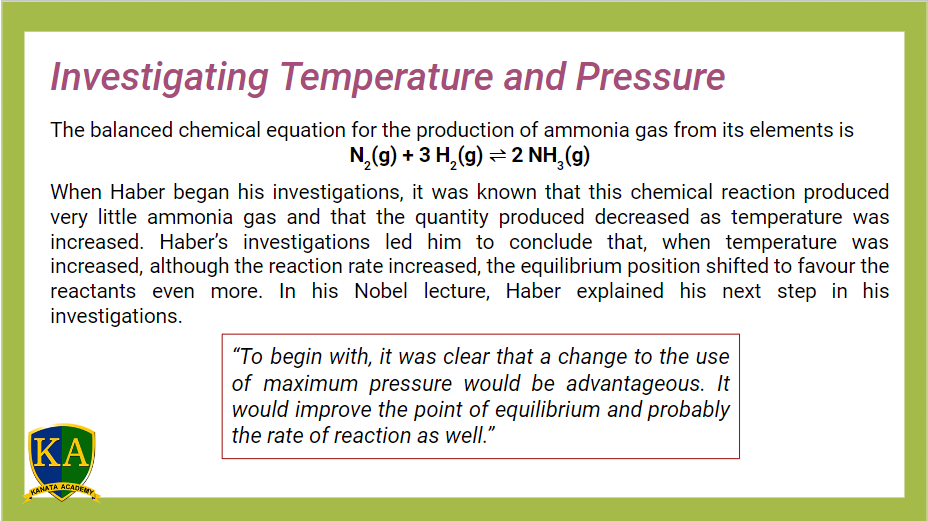 Investigating Temperature and Pressure
The balanced chemical equation for the production of ammonia gas from its elements is
N₂(g) + 3 H₂(g) ⇌ 2 NH₃(g)
When Haber began his investigations, it was known that this chemical reaction produced
very little ammonia gas and that the quantity produced decreased as temperature was
increased. Haber’s investigations led him to conclude that, when temperature was
increased, although the reaction rate increased, the equilibrium position shifted to favour the
reactants even more. In his Nobel lecture, Haber explained his next step in his
investigations.
“To begin with, it was clear that a change to the use
of maximum pressure would be advantageous. It
would improve the point of equilibrium and probably
the rate of reaction as well.”
KA
KANATA ACADEMY